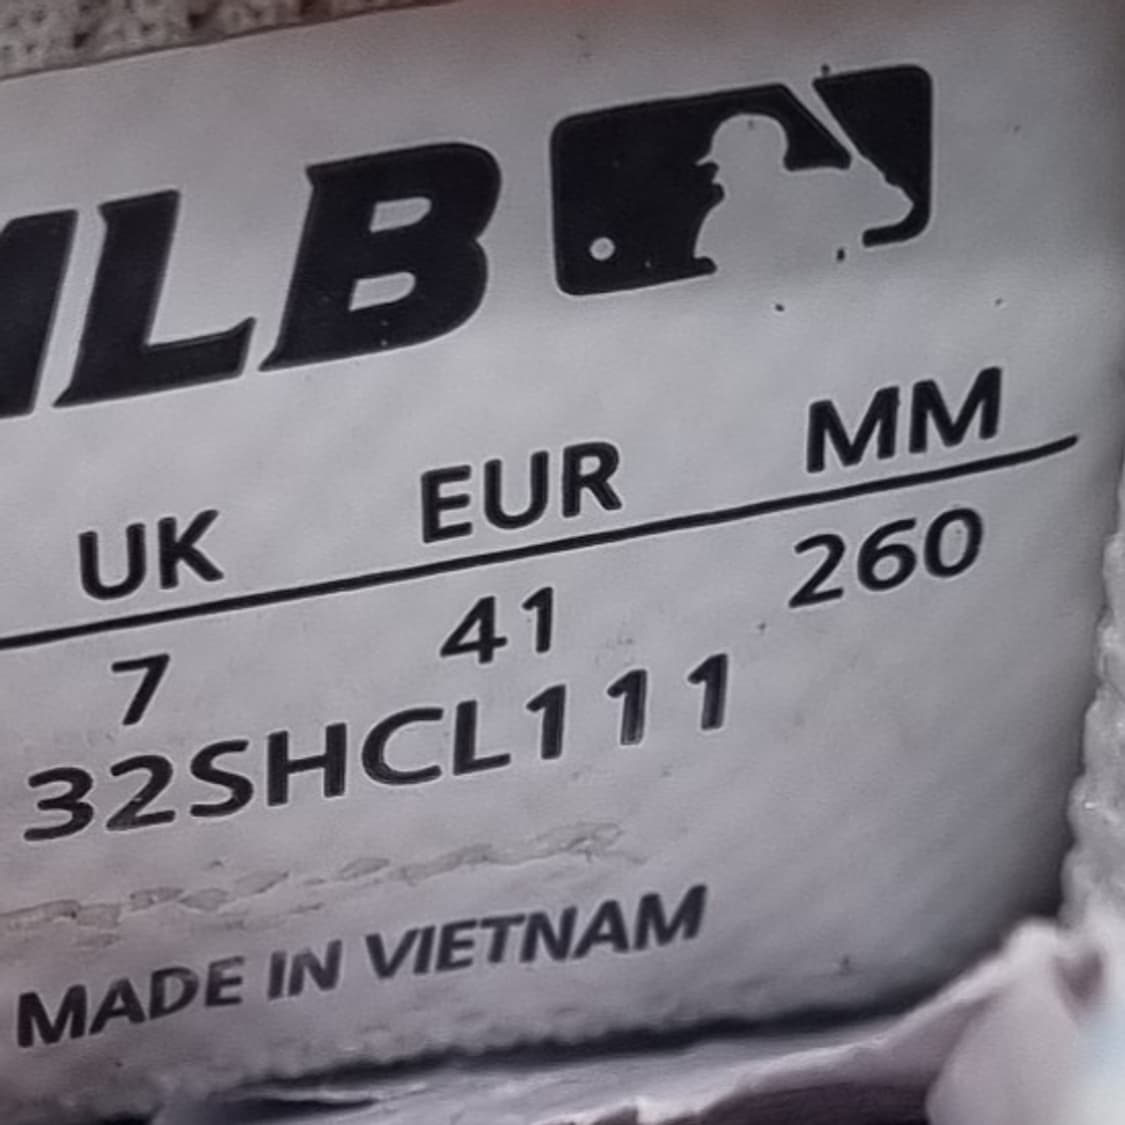 MLB
UK EUR MM
7 41 260
32SHCL111
MADE IN VIETNAM